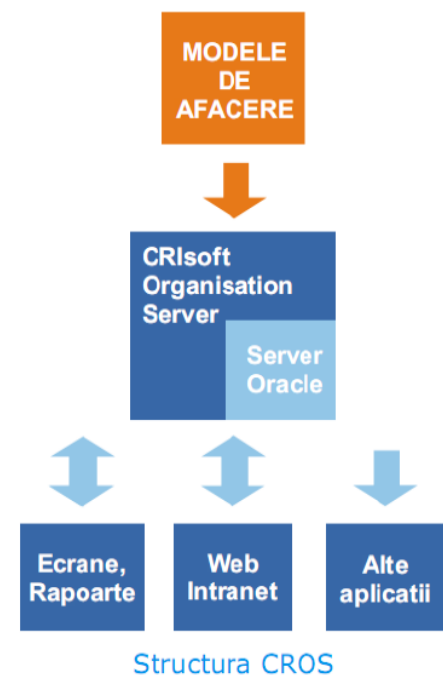 MODELE
DE
AFACERE
CRIsoft
Organisation
Server
Server
Oracle
Ecrane,
Rapoarte
Web
Intranet
Alte
aplicatii
Structura CROS